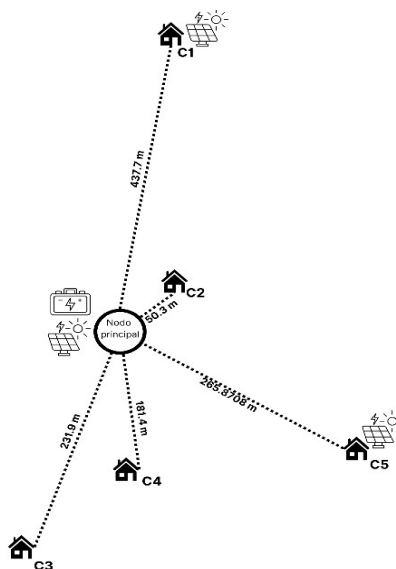 C1
437.7 m
C2
50.3 m
Nodo
principal
265.8708 m
181.4 m
231.9 m
C5
C4
C3